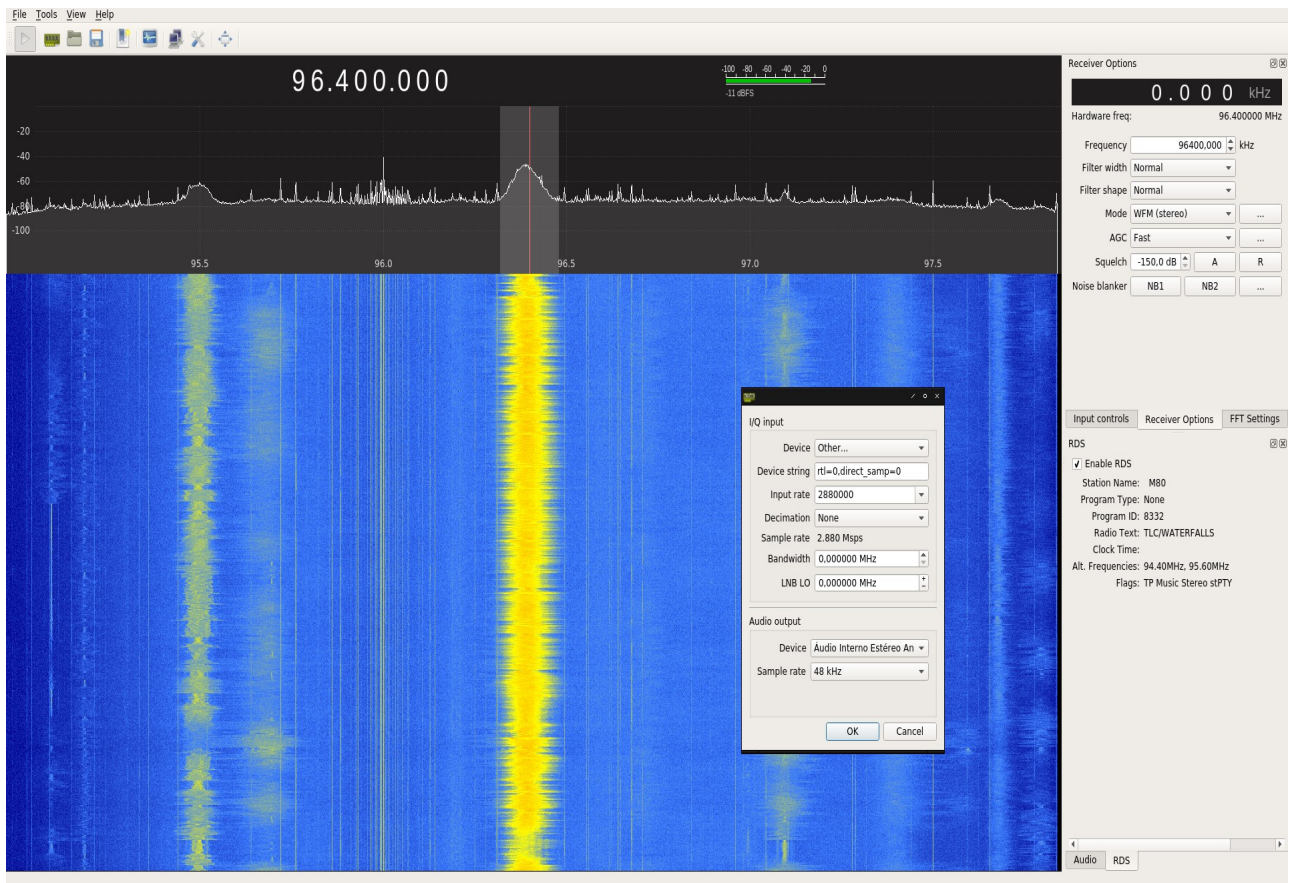 File Tools View Help
96.400.000
-100 -80 -60 -40 -20 0
-11 dBFS
-20
-40
-60
-80
-100
95.5 96.0 96.5 97.0 97.5
Receiver Options
0.000 kHz
Hardware freq: 96.400000 MHz
Frequency 96400,000 kHz
Filter width Normal
Filter shape Normal
Mode WFM (stereo) ...
AGC Fast ...
Squelch -150,0 dB A R
Noise blanker NB1 NB2 ...
Input controls Receiver Options FFT Settings
RDS
Enable RDS
Station Name: M80
Program Type: None
Program ID: 8332
Radio Text: TLC/WATERFALLS
Clock Time:
Alt. Frequencies: 94.40MHz, 95.60MHz
Flags: TP Music Stereo stPTY
Audio RDS
I/Q input
Device Other...
Device string rtl=0,direct_samp=0
Input rate 2880000
Decimation None
Sample rate 2.880 Msps
Bandwidth 0,000000 MHz
LNB LO 0,000000 MHz
Audio output
Device Áudio Interno Estéreo An
Sample rate 48 kHz
OK Cancel